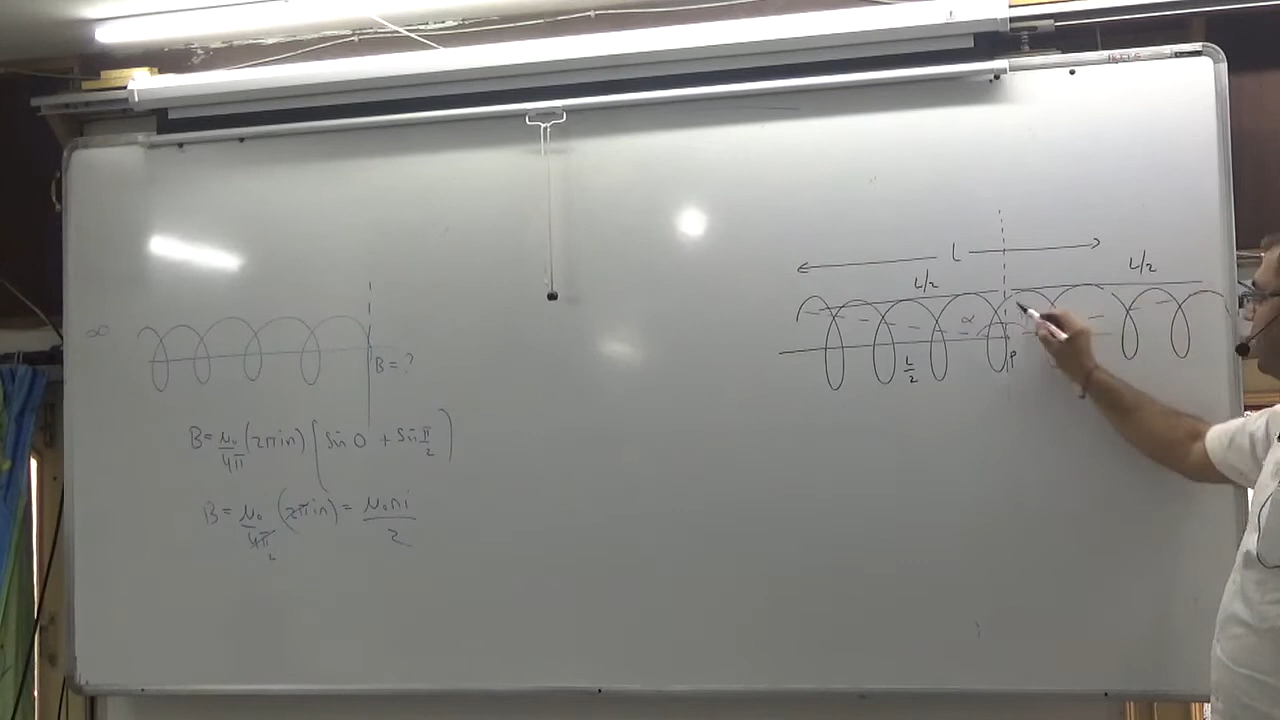 ∞
B = ?
B = μ₀/4π (2πin) [sin 0 + sin π/2)
B = μ₀/4π 2 (2πin) = μ₀ni/2
L
L/2
L/2
α
L/2
P